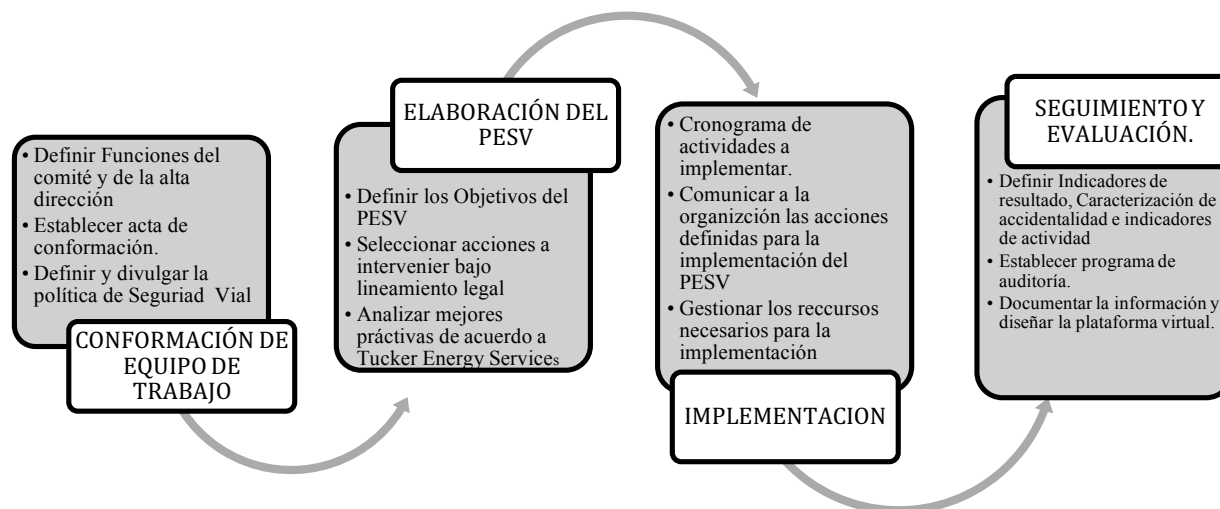 • Definir Funciones del
comité y de la alta
dirección
• Establecer acta de
conformación.
• Definir y divulgar la
política de Seguriad Vial
CONFORMACIÓN DE
EQUIPO DE
TRABAJO
ELABORACIÓN DEL
PESV
• Definir los Objetivos del
PESV
• Seleccionar acciones a
intervenier bajo
lineamiento legal
• Analizar mejores
práctivas de acuerdo a
Tucker Energy Services
• Cronograma de
actividades a
implementar.
• Comunicar a la
organizción las acciones
definidas para la
implementación del
PESV
• Gestionar los reccursos
necesarios para la
implementación
IMPLEMENTACION
SEGUIMIENTO Y
EVALUACIÓN.
• Definir Indicadores de
resultado, Caracterización de
accidentalidad e indicadores
de actividad
• Establecer programa de
auditoría.
• Documentar la información y
diseñar la plataforma virtual.